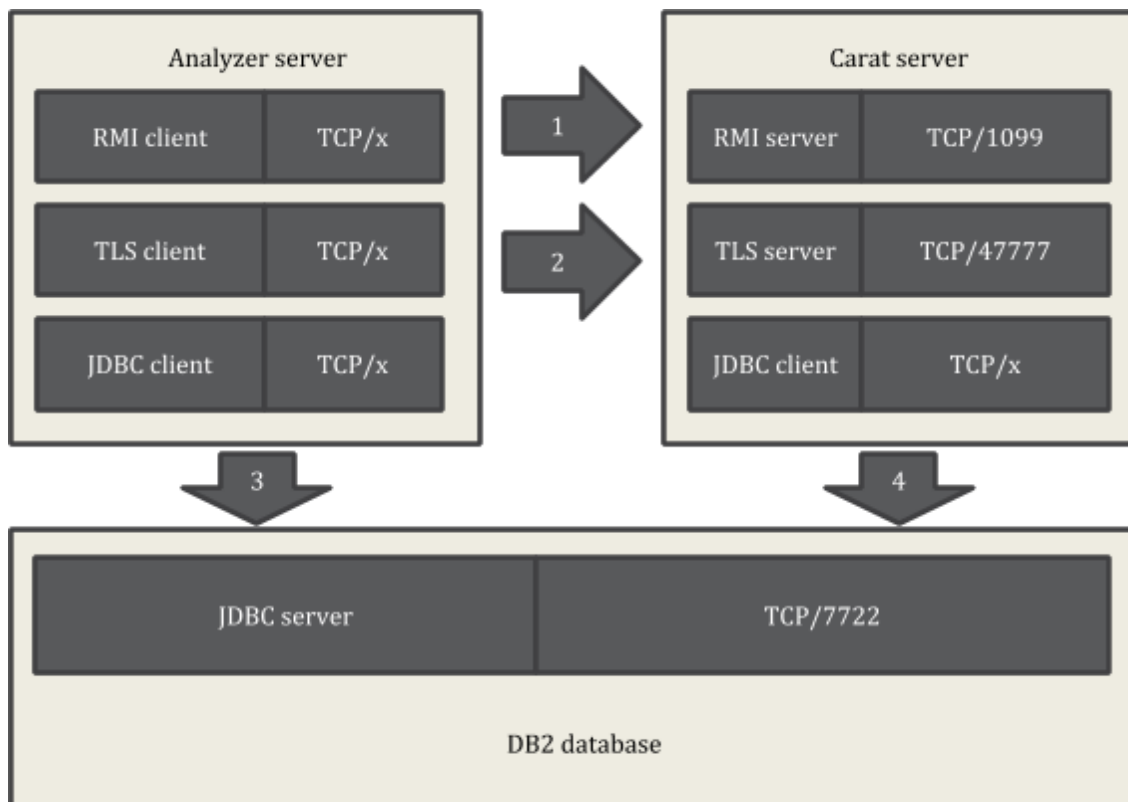 Analyzer server
RMI client TCP/x
TLS client TCP/x
JDBC client TCP/x
1
2
Carat server
RMI server TCP/1099
TLS server TCP/47777
JDBC client TCP/x
3
4
JDBC server TCP/7722
DB2 database